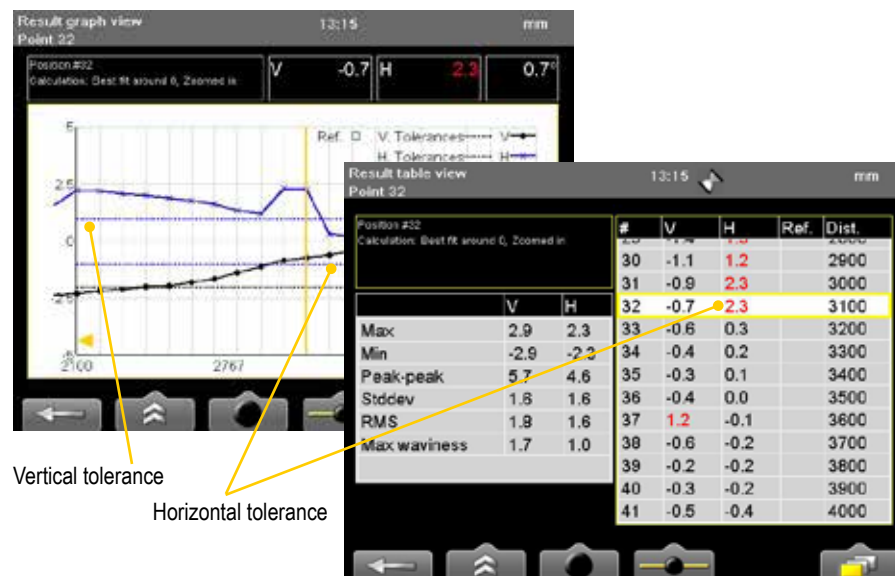 Result graph view 13:15 mm
Point 32
Position #32
Calculation: Best fit around 0, Zoomed in
V -0.7 H 2.3 0.7°
5
Ref. V. Tolerances V
H. Tolerances H
2.5
0
-2.5
2100 2767
Vertical tolerance
Horizontal tolerance
Result table view 13:15 mm
Point 32
Position #32
Calculation: Best fit around 0, Zoomed in
V H
Max 2.9 2.3
Min -2.9 -2.3
Peak-peak 5.7 4.6
Stddev 1.6 1.6
RMS 1.8 1.6
Max waviness 1.7 1.0
# V H Ref. Dist.
30 -1.1 1.2 2900
31 -0.9 2.3 3000
32 -0.7 2.3 3100
33 -0.6 0.3 3200
34 -0.4 0.2 3300
35 -0.3 0.1 3400
36 -0.4 0.0 3500
37 1.2 -0.1 3600
38 -0.6 -0.2 3700
39 -0.2 -0.2 3800
40 -0.3 -0.2 3900
41 -0.5 -0.4 4000